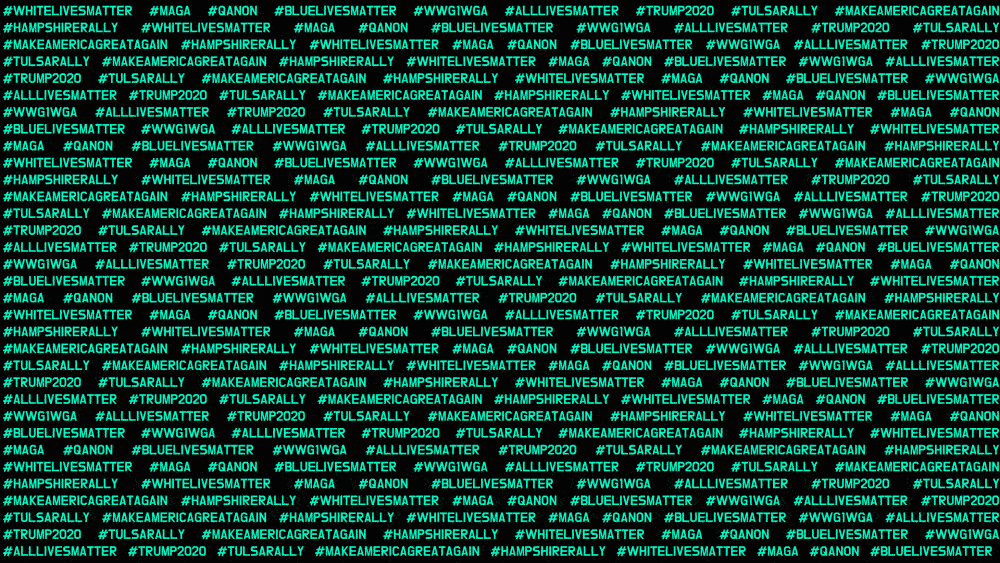 #WHITELIVESMATTER #MAGA #QANON #BLUELIVESMATTER #WWG1WGA #ALLLIVESMATTER #TRUMP2020 #TULSARALLY #MAKEAMERICAGREATAGAIN
#HAMPSHIRERALLY #WHITELIVESMATTER #MAGA #QANON #BLUELIVESMATTER #WWG1WGA #ALLLIVESMATTER #TRUMP2020 #TULSARALLY
#MAKEAMERICAGREATAGAIN #HAMPSHIRERALLY #WHITELIVESMATTER #MAGA #QANON #BLUELIVESMATTER #WWG1WGA #ALLLIVESMATTER #TRUMP2020
#TULSARALLY #MAKEAMERICAGREATAGAIN #HAMPSHIRERALLY #WHITELIVESMATTER #MAGA #QANON #BLUELIVESMATTER #WWG1WGA #ALLLIVESMATTER
#TRUMP2020 #TULSARALLY #MAKEAMERICAGREATAGAIN #HAMPSHIRERALLY #WHITELIVESMATTER #MAGA #QANON #BLUELIVESMATTER #WWG1WGA
#ALLLIVESMATTER #TRUMP2020 #TULSARALLY #MAKEAMERICAGREATAGAIN #HAMPSHIRERALLY #WHITELIVESMATTER #MAGA #QANON #BLUELIVESMATTER
#WWG1WGA #ALLLIVESMATTER #TRUMP2020 #TULSARALLY #MAKEAMERICAGREATAGAIN #HAMPSHIRERALLY #WHITELIVESMATTER #MAGA #QANON
#BLUELIVESMATTER #WWG1WGA #ALLLIVESMATTER #TRUMP2020 #TULSARALLY #MAKEAMERICAGREATAGAIN #HAMPSHIRERALLY #WHITELIVESMATTER
#MAGA #QANON #BLUELIVESMATTER #WWG1WGA #ALLLIVESMATTER #TRUMP2020 #TULSARALLY #MAKEAMERICAGREATAGAIN #HAMPSHIRERALLY
#WHITELIVESMATTER #MAGA #QANON #BLUELIVESMATTER #WWG1WGA #ALLLIVESMATTER #TRUMP2020 #TULSARALLY #MAKEAMERICAGREATAGAIN
#HAMPSHIRERALLY #WHITELIVESMATTER #MAGA #QANON #BLUELIVESMATTER #WWG1WGA #ALLLIVESMATTER #TRUMP2020 #TULSARALLY
#MAKEAMERICAGREATAGAIN #HAMPSHIRERALLY #WHITELIVESMATTER #MAGA #QANON #BLUELIVESMATTER #WWG1WGA #ALLLIVESMATTER #TRUMP2020
#TULSARALLY #MAKEAMERICAGREATAGAIN #HAMPSHIRERALLY #WHITELIVESMATTER #MAGA #QANON #BLUELIVESMATTER #WWG1WGA #ALLLIVESMATTER
#TRUMP2020 #TULSARALLY #MAKEAMERICAGREATAGAIN #HAMPSHIRERALLY #WHITELIVESMATTER #MAGA #QANON #BLUELIVESMATTER #WWG1WGA
#ALLLIVESMATTER #TRUMP2020 #TULSARALLY #MAKEAMERICAGREATAGAIN #HAMPSHIRERALLY #WHITELIVESMATTER #MAGA #QANON #BLUELIVESMATTER
#WWG1WGA #ALLLIVESMATTER #TRUMP2020 #TULSARALLY #MAKEAMERICAGREATAGAIN #HAMPSHIRERALLY #WHITELIVESMATTER #MAGA #QANON
#BLUELIVESMATTER #WWG1WGA #ALLLIVESMATTER #TRUMP2020 #TULSARALLY #MAKEAMERICAGREATAGAIN #HAMPSHIRERALLY #WHITELIVESMATTER
#MAGA #QANON #BLUELIVESMATTER #WWG1WGA #ALLLIVESMATTER #TRUMP2020 #TULSARALLY #MAKEAMERICAGREATAGAIN #HAMPSHIRERALLY
#WHITELIVESMATTER #MAGA #QANON #BLUELIVESMATTER #WWG1WGA #ALLLIVESMATTER #TRUMP2020 #TULSARALLY #MAKEAMERICAGREATAGAIN
#HAMPSHIRERALLY #WHITELIVESMATTER #MAGA #QANON #BLUELIVESMATTER #WWG1WGA #ALLLIVESMATTER #TRUMP2020 #TULSARALLY
#MAKEAMERICAGREATAGAIN #HAMPSHIRERALLY #WHITELIVESMATTER #MAGA #QANON #BLUELIVESMATTER #WWG1WGA #ALLLIVESMATTER #TRUMP2020
#TULSARALLY #MAKEAMERICAGREATAGAIN #HAMPSHIRERALLY #WHITELIVESMATTER #MAGA #QANON #BLUELIVESMATTER #WWG1WGA #ALLLIVESMATTER
#TRUMP2020 #TULSARALLY #MAKEAMERICAGREATAGAIN #HAMPSHIRERALLY #WHITELIVESMATTER #MAGA #QANON #BLUELIVESMATTER #WWG1WGA
#ALLLIVESMATTER #TRUMP2020 #TULSARALLY #MAKEAMERICAGREATAGAIN #HAMPSHIRERALLY #WHITELIVESMATTER #MAGA #QANON #BLUELIVESMATTER
#WWG1WGA #ALLLIVESMATTER #TRUMP2020 #TULSARALLY #MAKEAMERICAGREATAGAIN #HAMPSHIRERALLY #WHITELIVESMATTER #MAGA #QANON
#BLUELIVESMATTER #WWG1WGA #ALLLIVESMATTER #TRUMP2020 #TULSARALLY #MAKEAMERICAGREATAGAIN #HAMPSHIRERALLY #WHITELIVESMATTER
#MAGA #QANON #BLUELIVESMATTER #WWG1WGA #ALLLIVESMATTER #TRUMP2020 #TULSARALLY #MAKEAMERICAGREATAGAIN #HAMPSHIRERALLY
#WHITELIVESMATTER #MAGA #QANON #BLUELIVESMATTER #WWG1WGA #ALLLIVESMATTER #TRUMP2020 #TULSARALLY #MAKEAMERICAGREATAGAIN
#HAMPSHIRERALLY #WHITELIVESMATTER #MAGA #QANON #BLUELIVESMATTER #WWG1WGA #ALLLIVESMATTER #TRUMP2020 #TULSARALLY
#MAKEAMERICAGREATAGAIN #HAMPSHIRERALLY #WHITELIVESMATTER #MAGA #QANON #BLUELIVESMATTER #WWG1WGA #ALLLIVESMATTER #TRUMP2020
#TULSARALLY #MAKEAMERICAGREATAGAIN #HAMPSHIRERALLY #WHITELIVESMATTER #MAGA #QANON #BLUELIVESMATTER #WWG1WGA #ALLLIVESMATTER
#TRUMP2020 #TULSARALLY #MAKEAMERICAGREATAGAIN #HAMPSHIRERALLY #WHITELIVESMATTER #MAGA #QANON #BLUELIVESMATTER #WWG1WGA
#ALLLIVESMATTER #TRUMP2020 #TULSARALLY #MAKEAMERICAGREATAGAIN #HAMPSHIRERALLY #WHITELIVESMATTER #MAGA #QANON #BLUELIVESMATTER